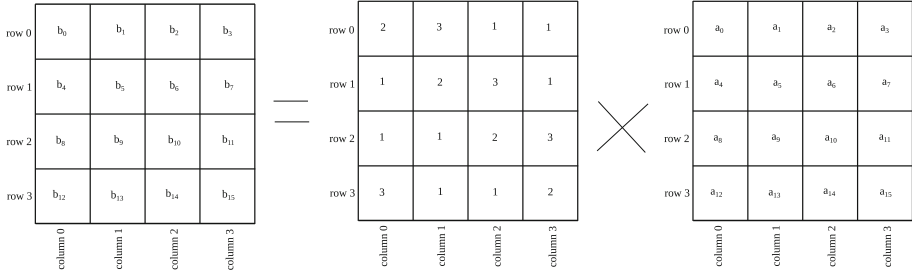 row 0 b₀ b₁ b₂ b₃ row 0 2 3 1 1 row 0 a₀ a₁ a₂ a₃
row 1 b₄ b₅ b₆ b₇ = row 1 1 2 3 1 × row 1 a₄ a₅ a₆ a₇
row 2 b₈ b₉ b₁₀ b₁₁ row 2 1 1 2 3 row 2 a₈ a₉ a₁₀ a₁₁
row 3 b₁₂ b₁₃ b₁₄ b₁₅ row 3 3 1 1 2 row 3 a₁₂ a₁₃ a₁₄ a₁₅
column 0 column 1 column 2 column 3 column 0 column 1 column 2 column 3 column 0 column 1 column 2 column 3